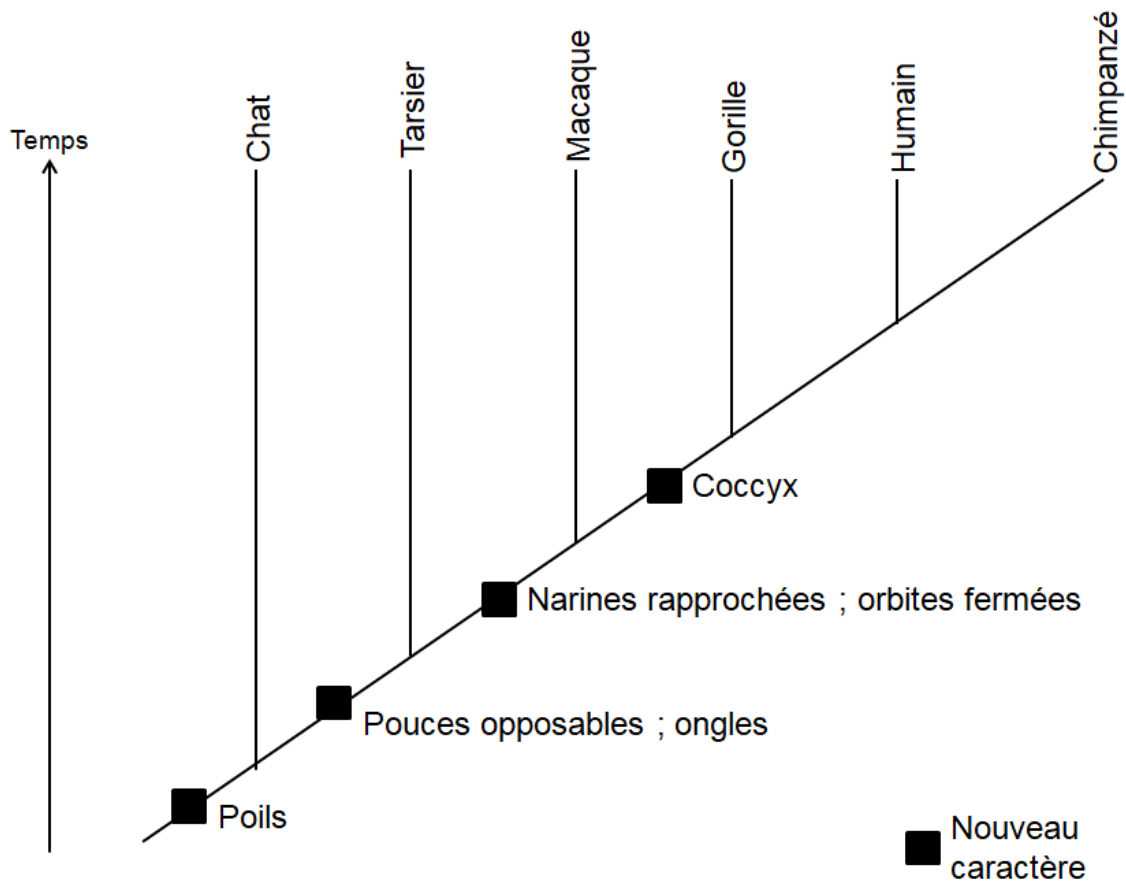 Temps
Chat
Tarsier
Macaque
Gorille
Humain
Chimpanzé
Coccyx
Narines rapprochées ; orbites fermées
Pouces opposables ; ongles
Poils
Nouveau
caractère